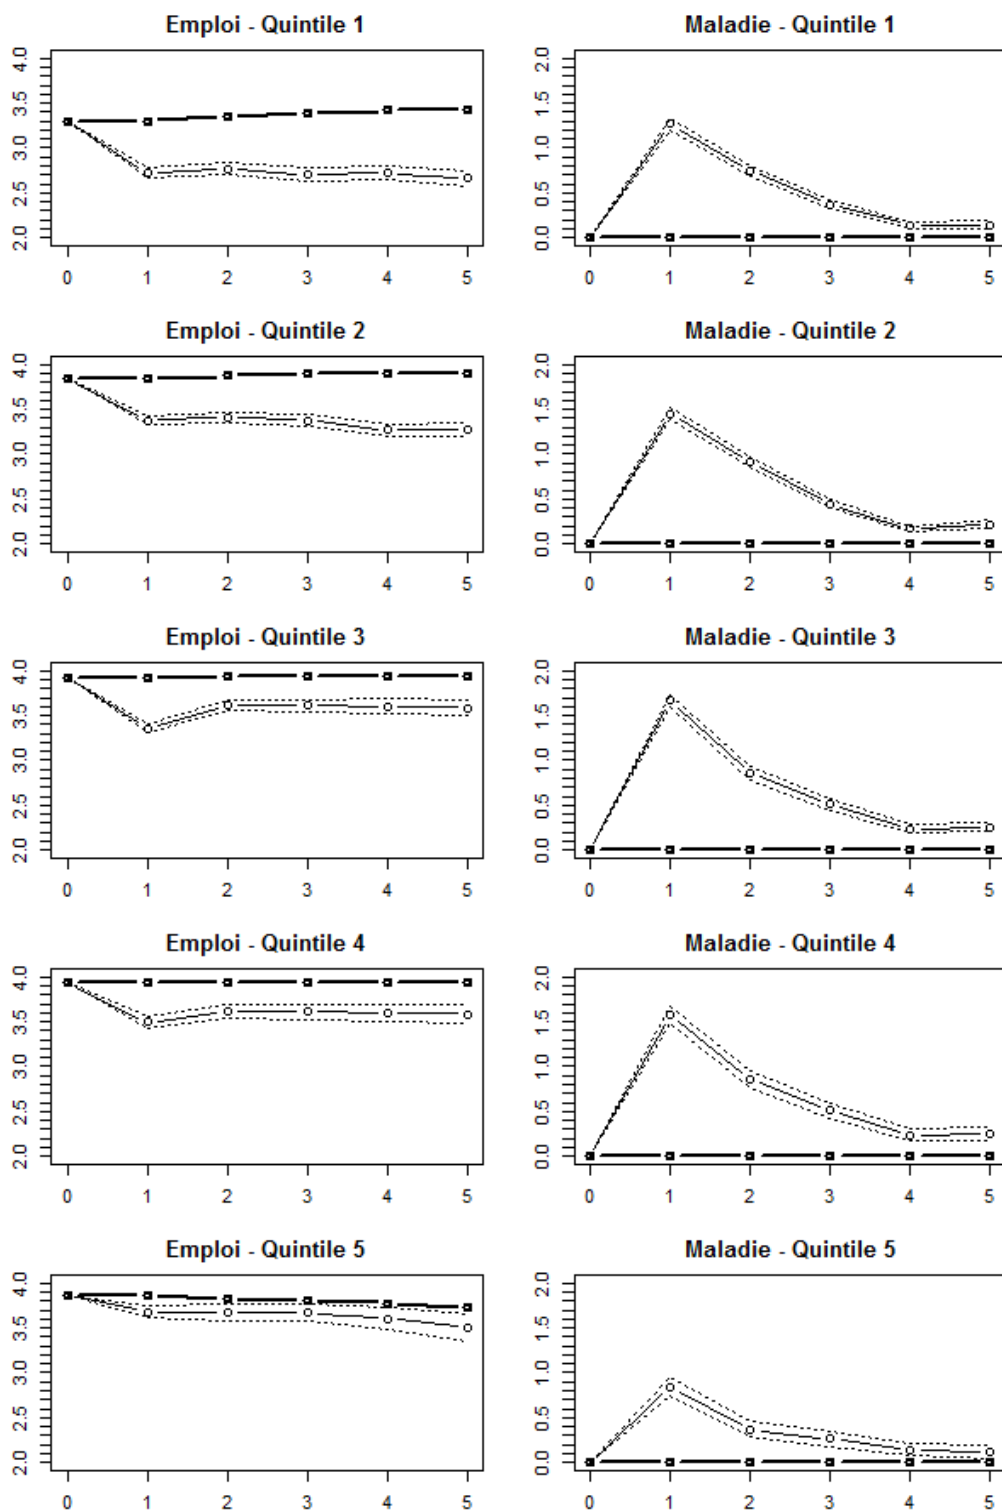 Emploi - Quintile 1
4.0
3.5
3.0
2.5
2.0
0 1 2 3 4 5
Maladie - Quintile 1
2.0
1.5
1.0
0.5
0.0
0 1 2 3 4 5
Emploi - Quintile 2
4.0
3.5
3.0
2.5
2.0
0 1 2 3 4 5
Maladie - Quintile 2
2.0
1.5
1.0
0.5
0.0
0 1 2 3 4 5
Emploi - Quintile 3
4.0
3.5
3.0
2.5
2.0
0 1 2 3 4 5
Maladie - Quintile 3
2.0
1.5
1.0
0.5
0.0
0 1 2 3 4 5
Emploi - Quintile 4
4.0
3.5
3.0
2.5
2.0
0 1 2 3 4 5
Maladie - Quintile 4
2.0
1.5
1.0
0.5
0.0
0 1 2 3 4 5
Emploi - Quintile 5
4.0
3.5
3.0
2.5
2.0
0 1 2 3 4 5
Maladie - Quintile 5
2.0
1.5
1.0
0.5
0.0
0 1 2 3 4 5